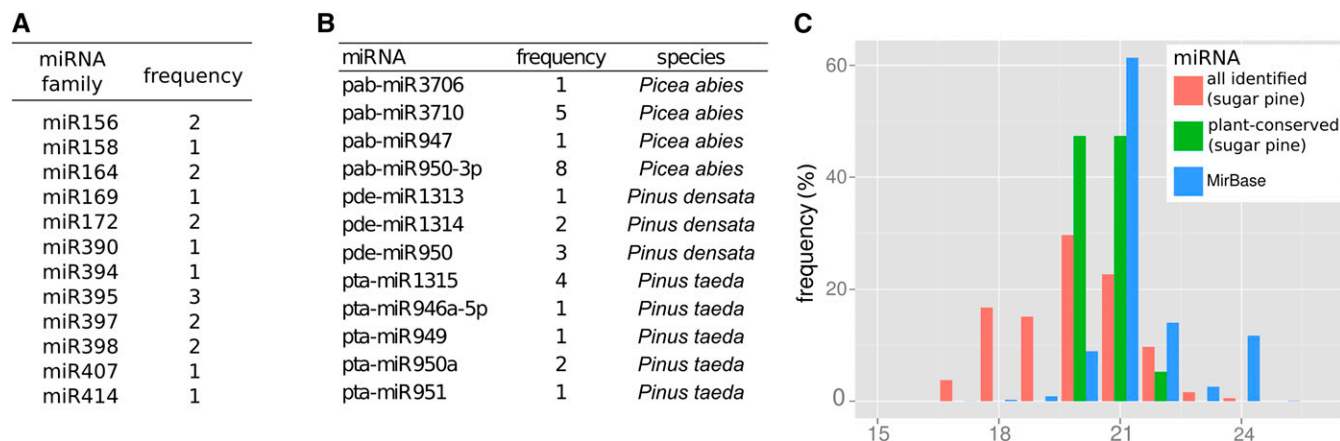 A
miRNA family frequency
miR156 2
miR158 1
miR164 2
miR169 1
miR172 2
miR390 1
miR394 1
miR395 3
miR397 2
miR398 2
miR407 1
miR414 1
B
miRNA frequency species
pab-miR3706 1 Picea abies
pab-miR3710 5 Picea abies
pab-miR947 1 Picea abies
pab-miR950-3p 8 Picea abies
pde-miR1313 1 Pinus densata
pde-miR1314 2 Pinus densata
pde-miR950 3 Pinus densata
pta-miR1315 4 Pinus taeda
pta-miR946a-5p 1 Pinus taeda
pta-miR949 1 Pinus taeda
pta-miR950a 2 Pinus taeda
pta-miR951 1 Pinus taeda
C
frequency (%)
60
40
20
0
15 18 21 24
miRNA
all identified
(sugar pine)
plant-conserved
(sugar pine)
MirBase